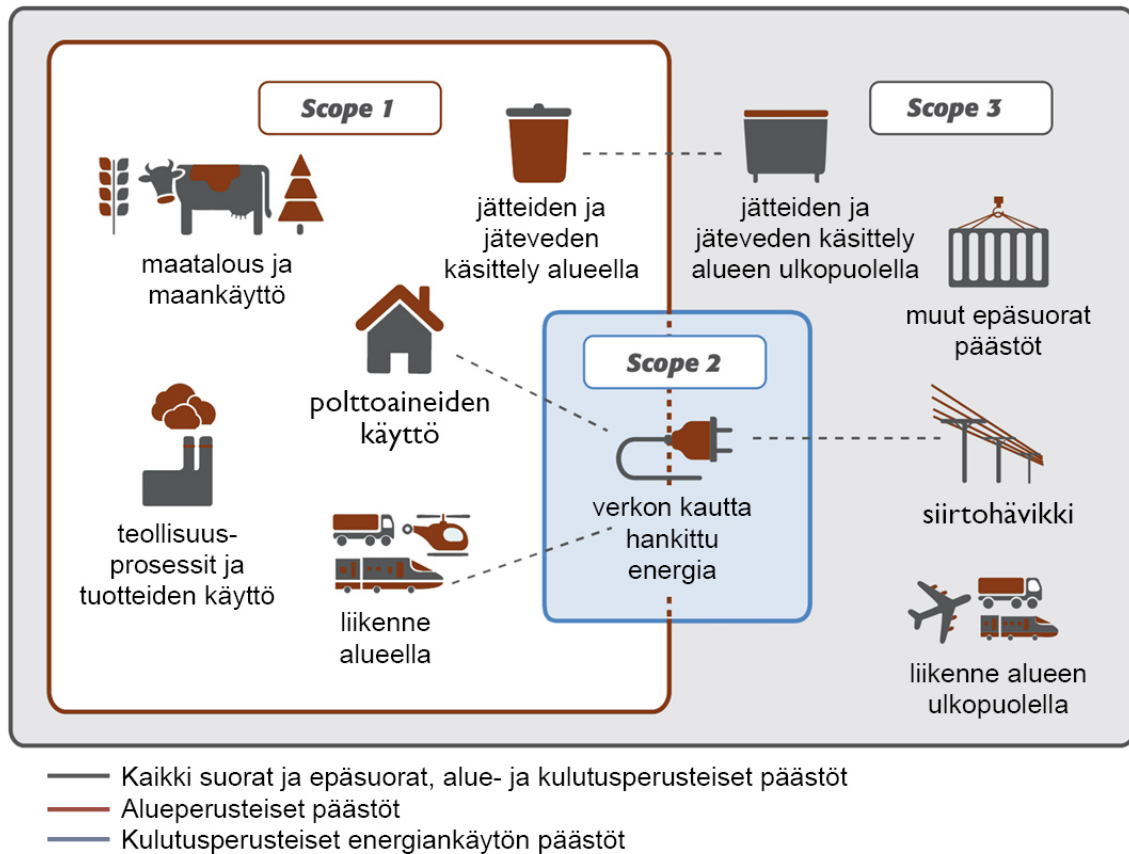 Scope 1
Scope 3
maatalous ja
maankäyttö
jätteiden ja
jäteveden
käsittely alueella
jätteiden ja
jäteveden käsittely
alueen ulkopuolella
muut epäsuorat
päästöt
polttoaineiden
käyttö
Scope 2
verkon kautta
hankittu
energia
siirtohävikki
teollisuus-
prosessit ja
tuotteiden käyttö
liikenne
alueella
liikenne alueen
ulkopuolella
Kaikki suorat ja epäsuorat, alue- ja kulutusperusteiset päästöt
Alueperusteiset päästöt
Kulutusperusteiset energiankäytön päästöt